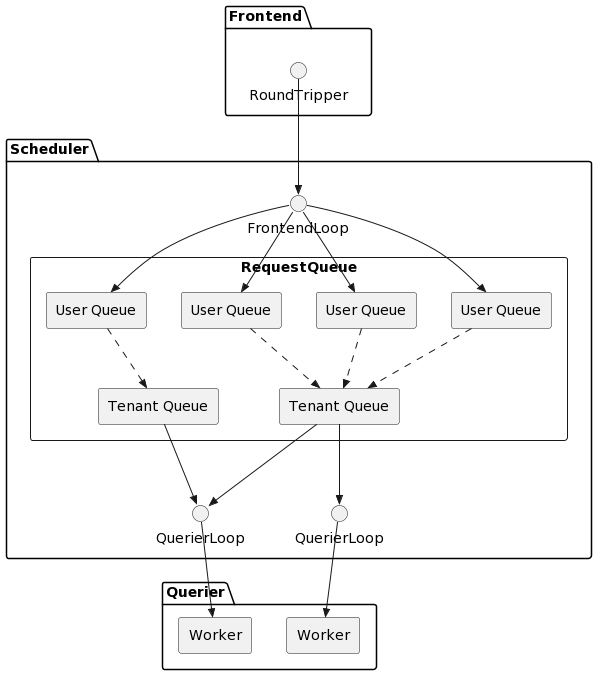 Frontend
RoundTripper
Scheduler
FrontendLoop
RequestQueue
User Queue
User Queue
User Queue
User Queue
Tenant Queue
Tenant Queue
QuerierLoop
QuerierLoop
Querier
Worker
Worker